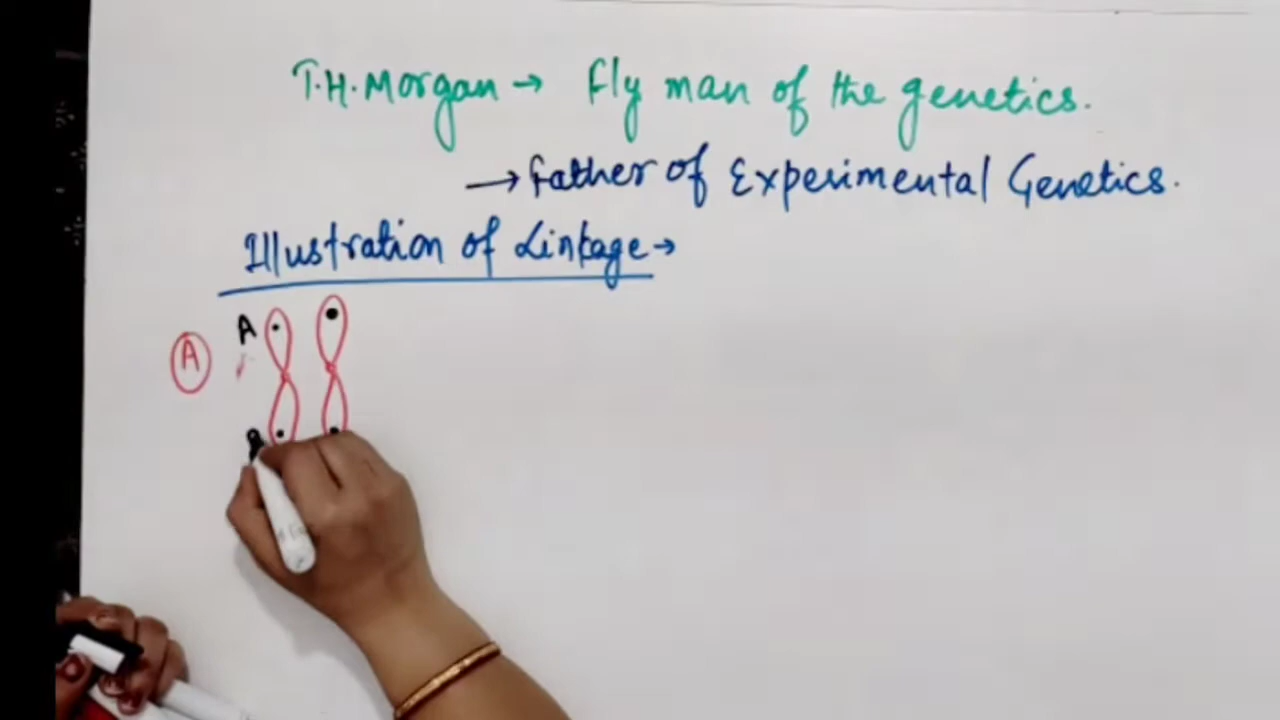 T.H. Morgan → Fly man of the genetics.
→ Father of Experimental Genetics.
Illustration of Linkage →
A
A